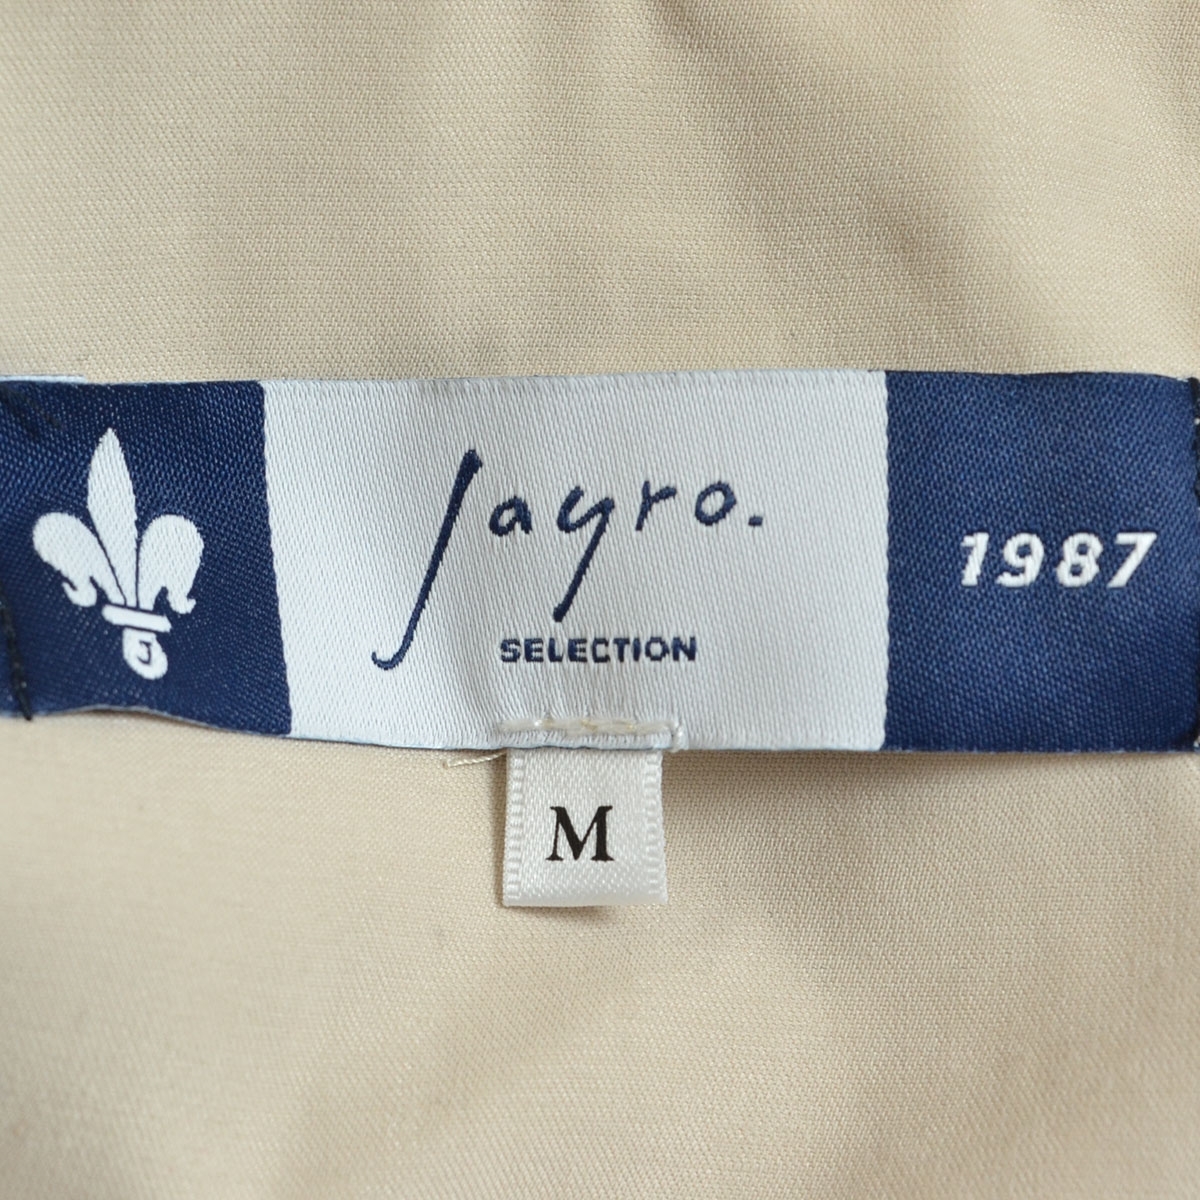 Jayro.
SELECTION
1987
J
M